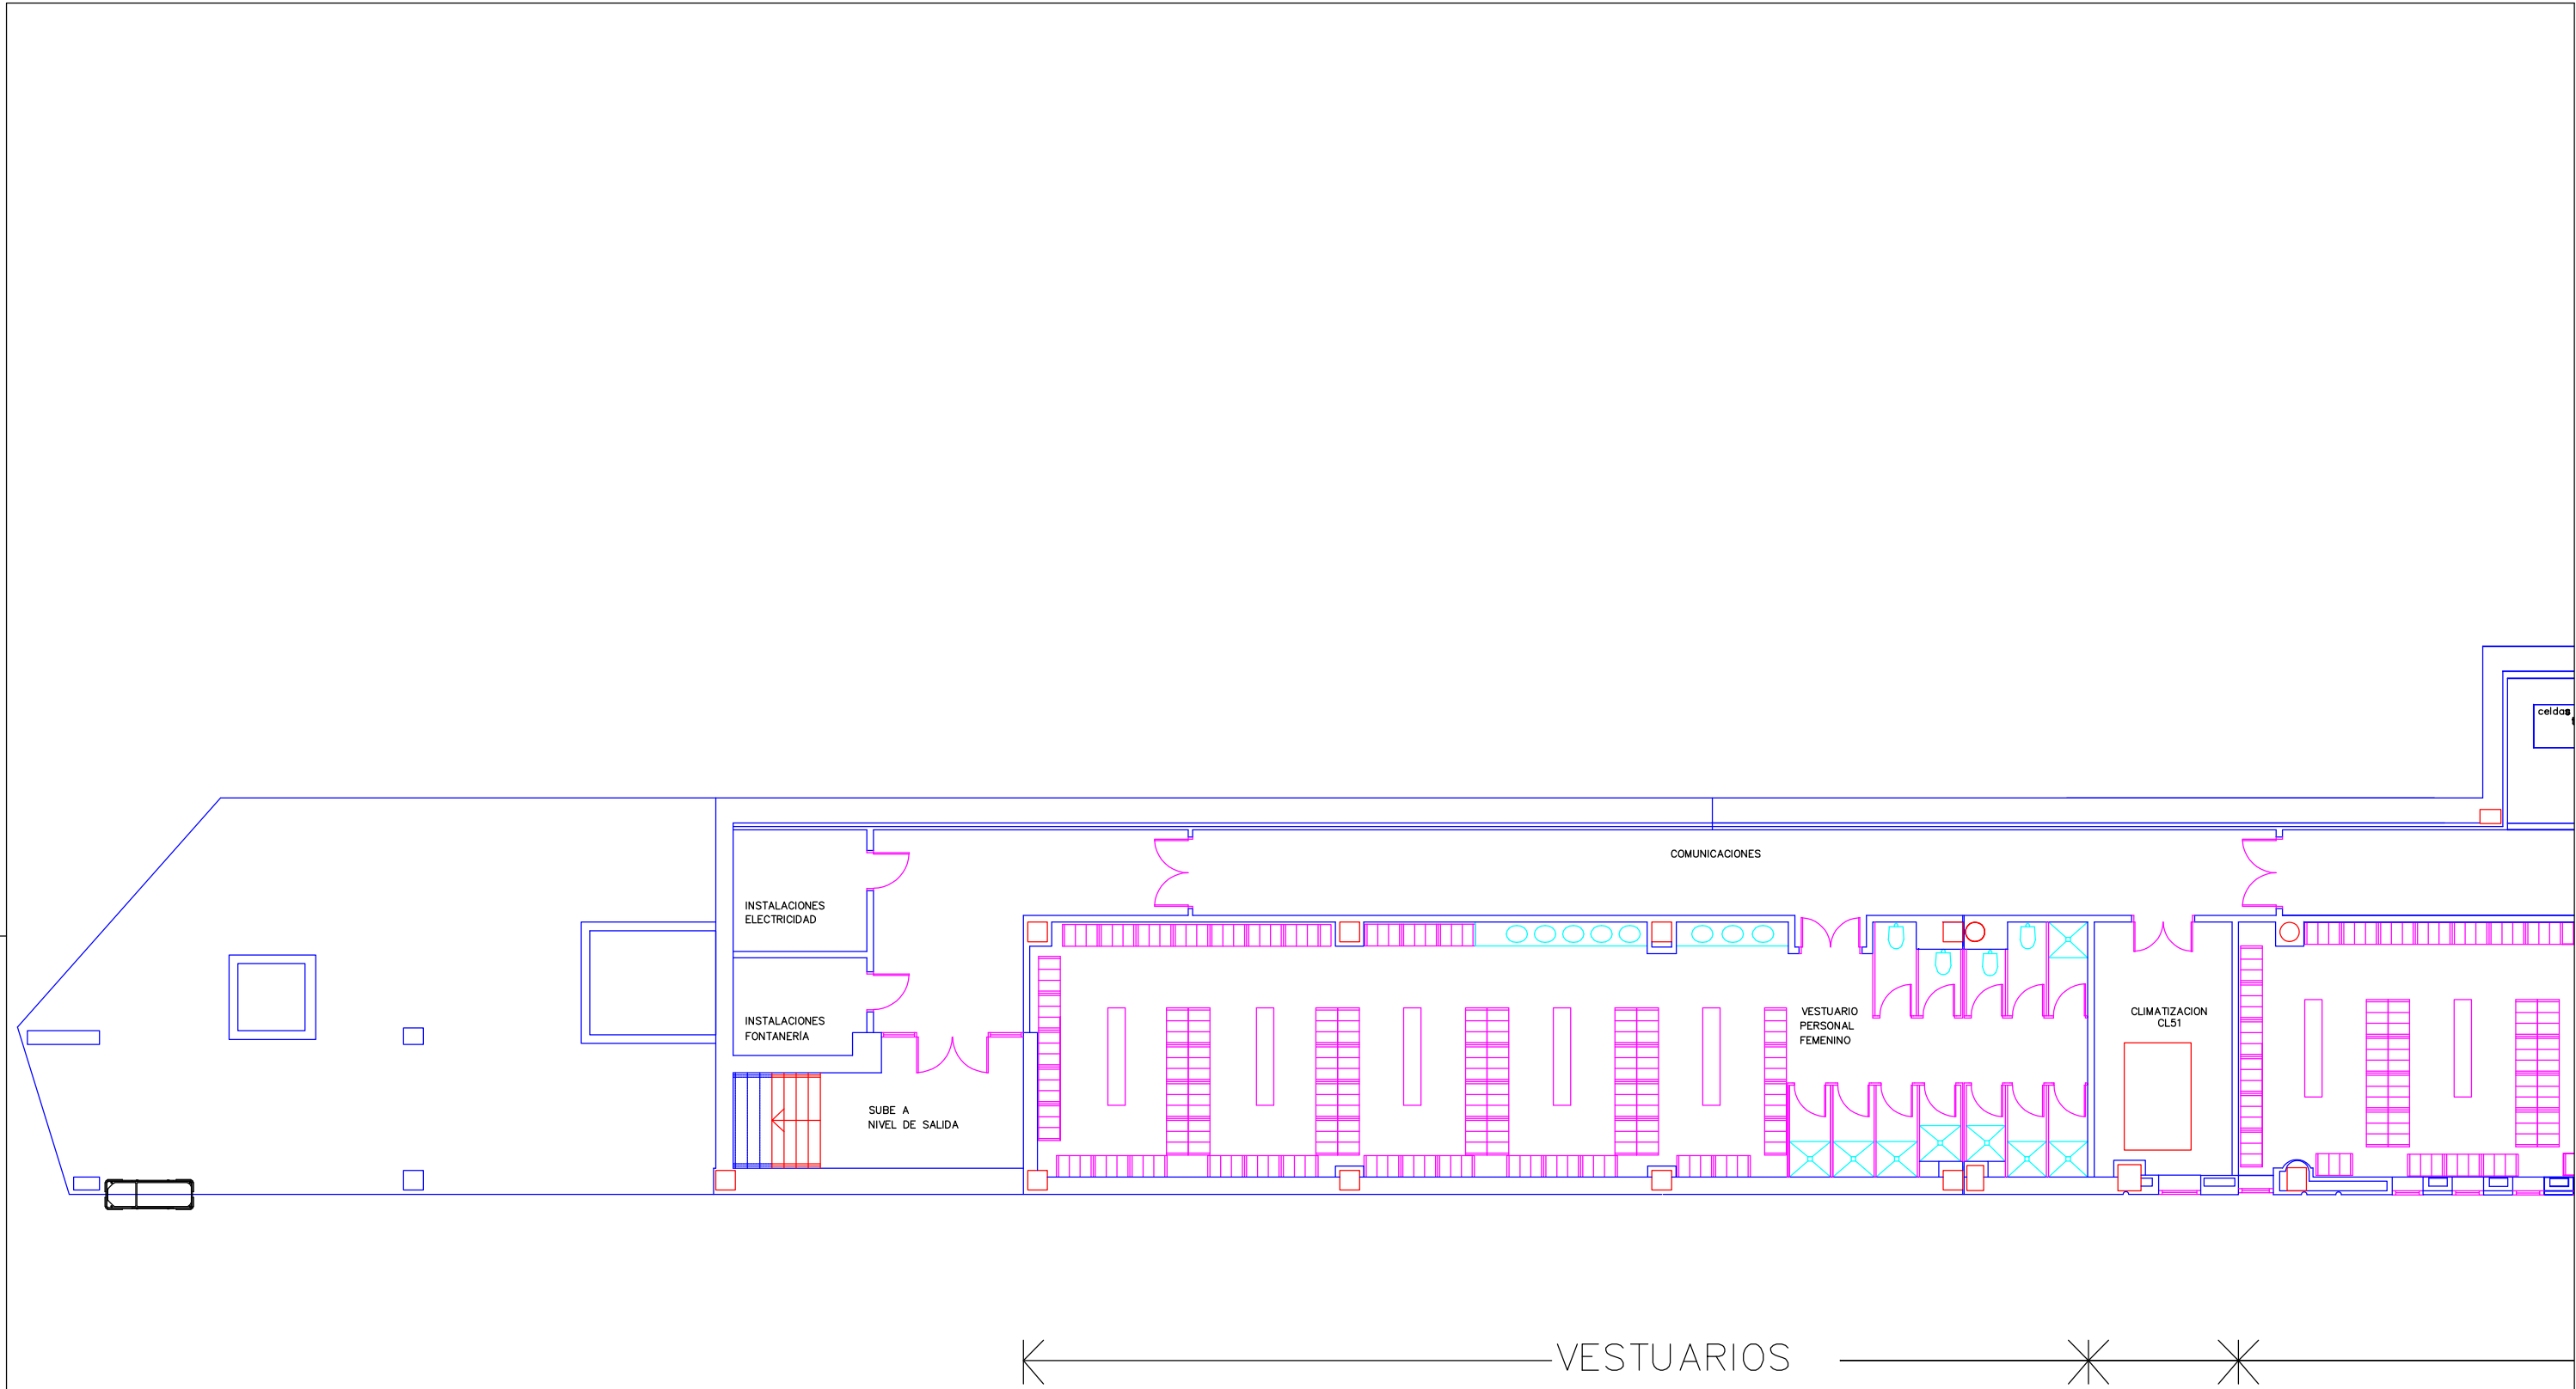 celdas
COMUNICACIONES
INSTALACIONES
ELECTRICIDAD
INSTALACIONES
FONTANERÍA
SUBE A
NIVEL DE SALIDA
VESTUARIO
PERSONAL
FEMENINO
CLIMATIZACION
CL51
VESTUARIOS